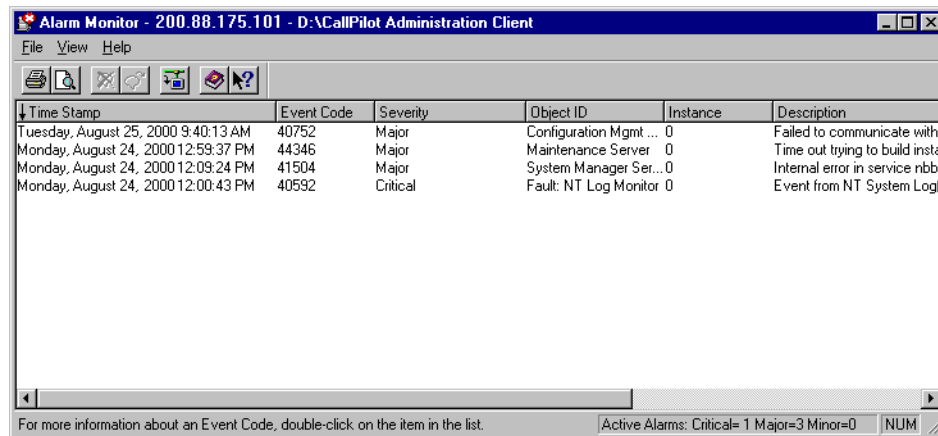 Alarm Monitor - 200.88.175.101 - D:\CallPilot Administration Client
File View Help
Time Stamp Event Code Severity Object ID Instance Description
Tuesday, August 25, 2000 9:40:13 AM 40752 Major Configuration Mgmt ... 0 Failed to communicate with
Monday, August 24, 2000 12:59:37 PM 44346 Major Maintenance Server 0 Time out trying to build insta
Monday, August 24, 2000 12:09:24 PM 41504 Major System Manager Ser... 0 Internal error in service nbb
Monday, August 24, 2000 12:00:43 PM 40592 Critical Fault: NT Log Monitor 0 Event from NT System Log
For more information about an Event Code, double-click on the item in the list. Active Alarms: Critical= 1 Major=3 Minor=0 NUM